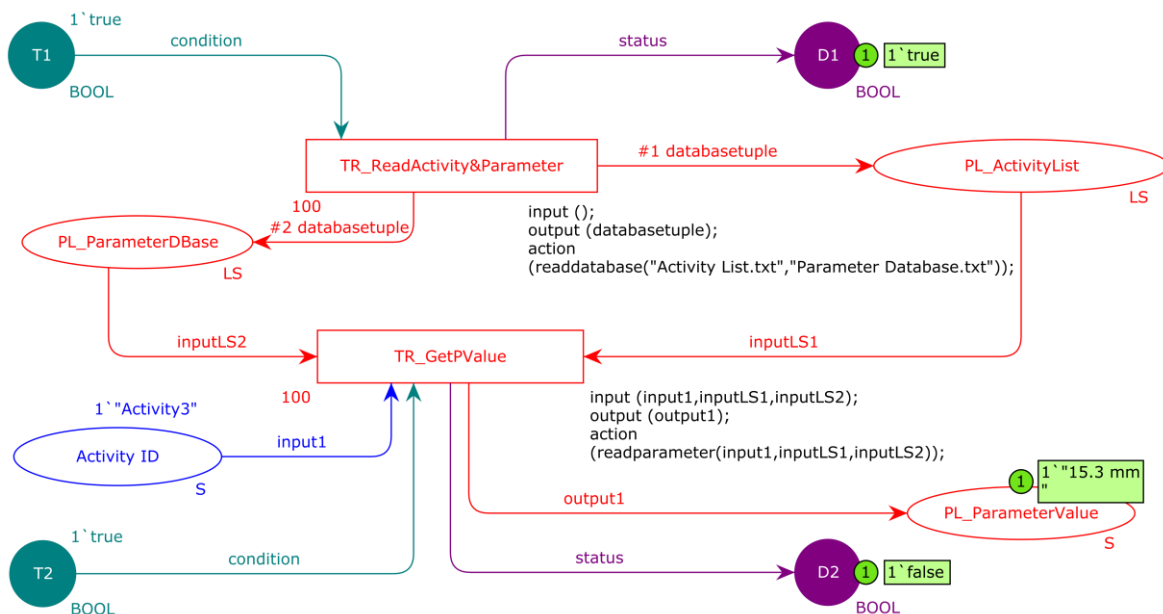 1`true
T1
condition
BOOL
status
D1
1
1`true
BOOL
TR_ReadActivity&Parameter
#1 databasetuple
PL_ActivityList
LS
100
#2 databasetuple
PL_ParameterDBase
LS
input ();
output (databasetuple);
action
(readdatabase("Activity List.txt","Parameter Database.txt"));
inputLS2
TR_GetPValue
inputLS1
100
1`"Activity3"
Activity ID
S
input1
input (input1,inputLS1,inputLS2);
output (output1);
action
(readparameter(input1,inputLS1,inputLS2));
output1
1
1`"15.3 mm
"
PL_ParameterValue
S
1`true
T2
condition
BOOL
status
D2
1
1`false
BOOL